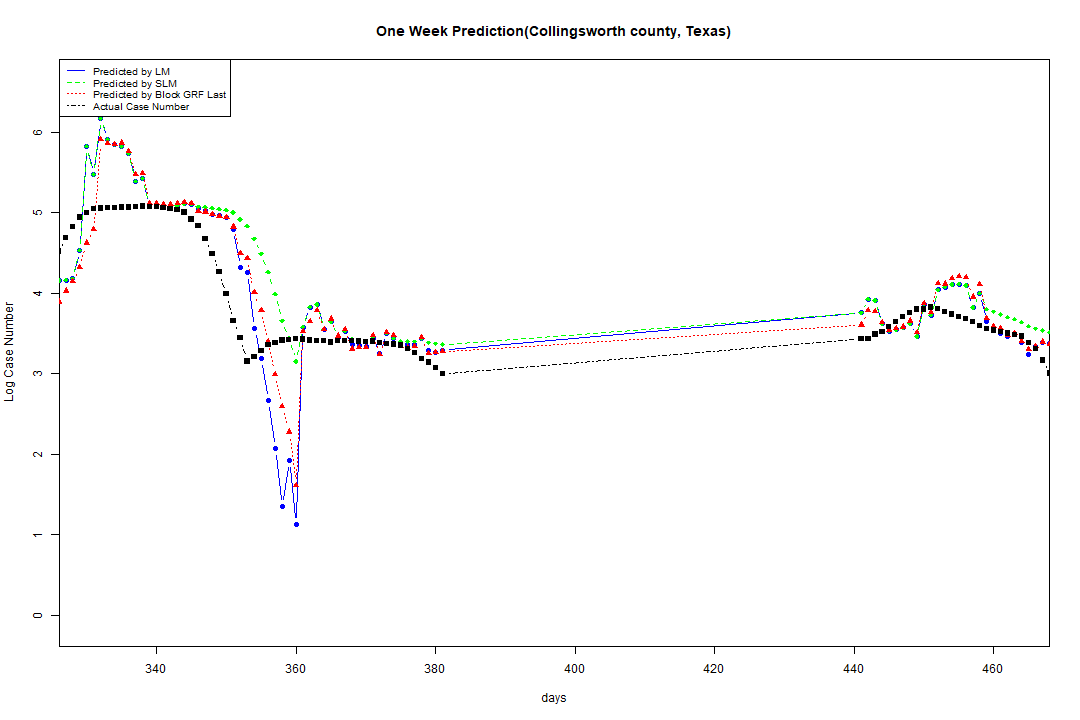 One Week Prediction(Collingsworth county, Texas)
Predicted by LM
Predicted by SLM
Predicted by Block GRF Last
Actual Case Number
Log Case Number
6
5
4
3
2
1
0
340 360 380 400 420 440 460
days